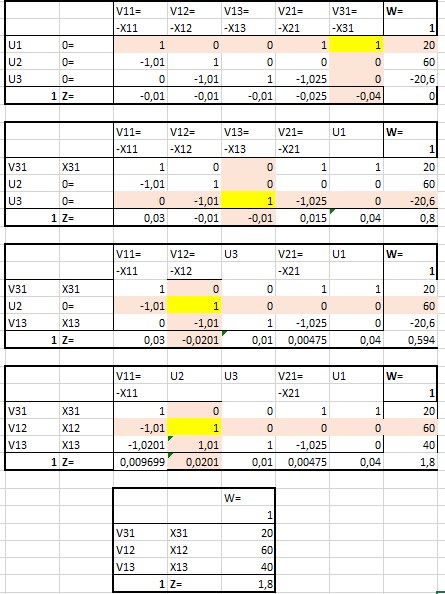 V11= V12= V13= V21= V31= W=
-X11 -X12 -X13 -X21 -X31 1
U1 0= 1 0 0 1 1 20
U2 0= -1,01 1 0 0 0 60
U3 0= 0 -1,01 1 -1,025 0 -20,6
1 Z= -0,01 -0,01 -0,01 -0,025 -0,04 0
V11= V12= V13= V21= U1 W=
-X11 -X12 -X13 -X21 1
V31 X31 1 0 0 1 1 20
U2 0= -1,01 1 0 0 0 60
U3 0= 0 -1,01 1 -1,025 0 -20,6
1 Z= 0,03 -0,01 -0,01 0,015 0,04 0,8
V11= V12= U3 V21= U1 W=
-X11 -X12 -X21 1
V31 X31 1 0 0 1 1 20
U2 0= -1,01 1 0 0 0 60
V13 X13 0 -1,01 1 -1,025 0 -20,6
1 Z= 0,03 -0,0201 0,01 0,00475 0,04 0,594
V11= U2 U3 V21= U1 W=
-X11 -X21 1
V31 X31 1 0 0 1 1 20
V12 X12 -1,01 1 0 0 0 60
V13 X13 -1,0201 1,01 1 -1,025 0 40
1 Z= 0,009699 0,0201 0,01 0,00475 0,04 1,8
W=
1
V31 X31 20
V12 X12 60
V13 X13 40
1 Z= 1,8